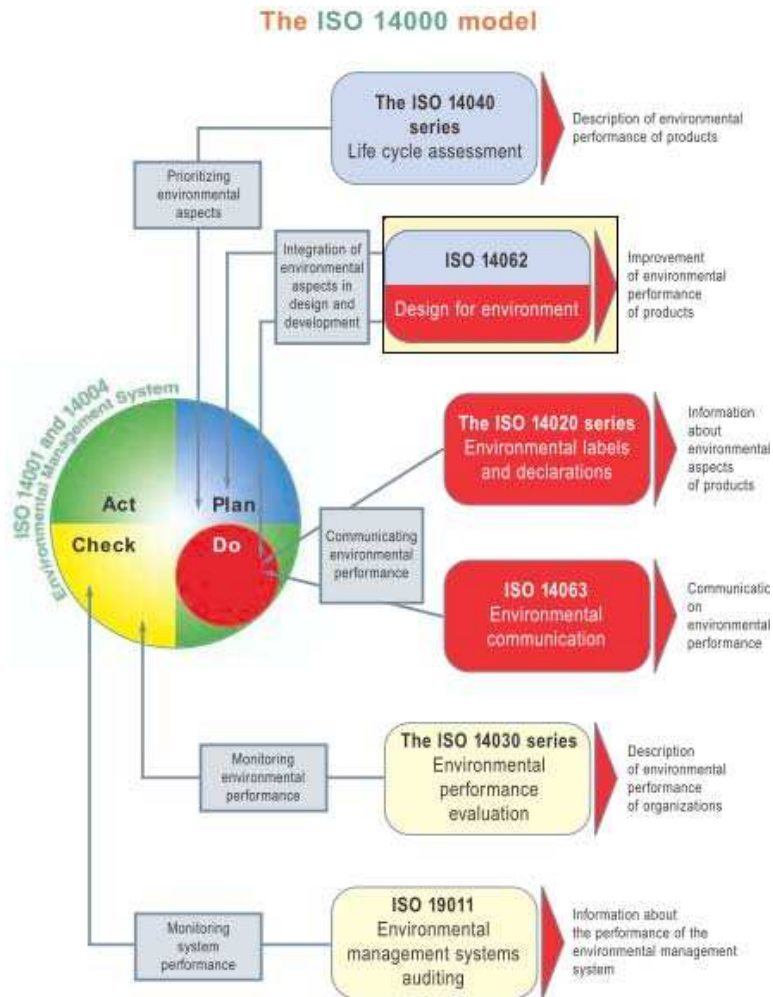 The ISO 14000 model
The ISO 14040
series
Life cycle assessment
Description of environmental
performance of products
Prioritizing
environmental
aspects
Integration of
environmental
aspects in
design and
development
ISO 14062
Design for environment
Improvement
of environmental
performance
of products
ISO 14001 and 14004
Environmental Management System
Act
Plan
Check
Do
The ISO 14020 series
Environmental labels
and declarations
Information
about
environmental
aspects
of products
Communicating
environmental
performance
ISO 14063
Environmental
communication
Communicatic
on
environmental
performance
Monitoring
environmental
performance
The ISO 14030 series
Environmental
performance
evaluation
Description
of environmental
performance
of organizations
Monitoring
system
performance
ISO 19011
Environmental
management systems
auditing
Information about
the performance of the
environmental management
system